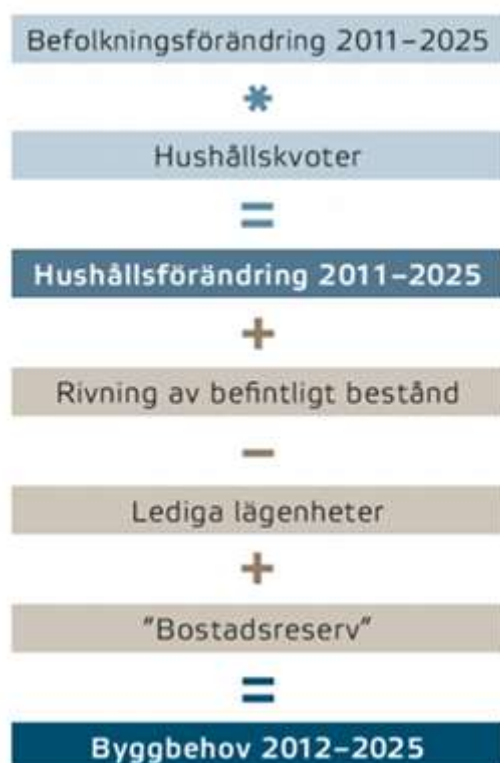 Befolkningsförändring 2011–2025
*
Hushållskvoter
=
Hushållsförändring 2011–2025
+
Rivning av befintligt bestånd
–
Lediga lägenheter
+
”Bostadsreserv”
=
Byggbehov 2012–2025